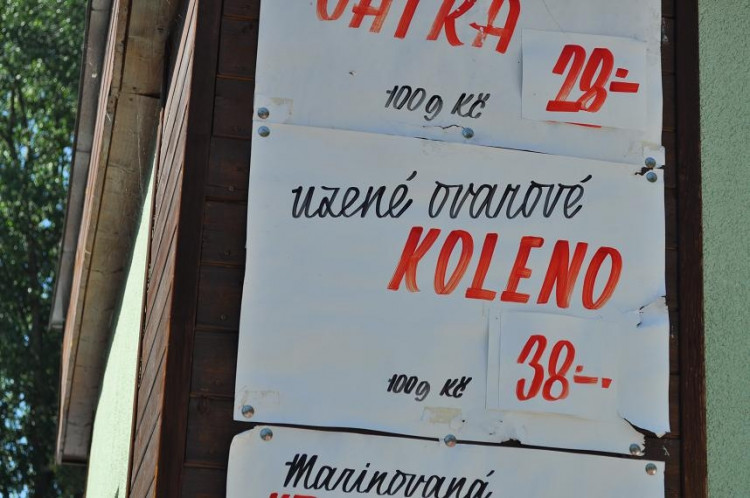 100g Kč 28:-
uzené ovarové
KOLENO
100g Kč 38:-
Marinovaná